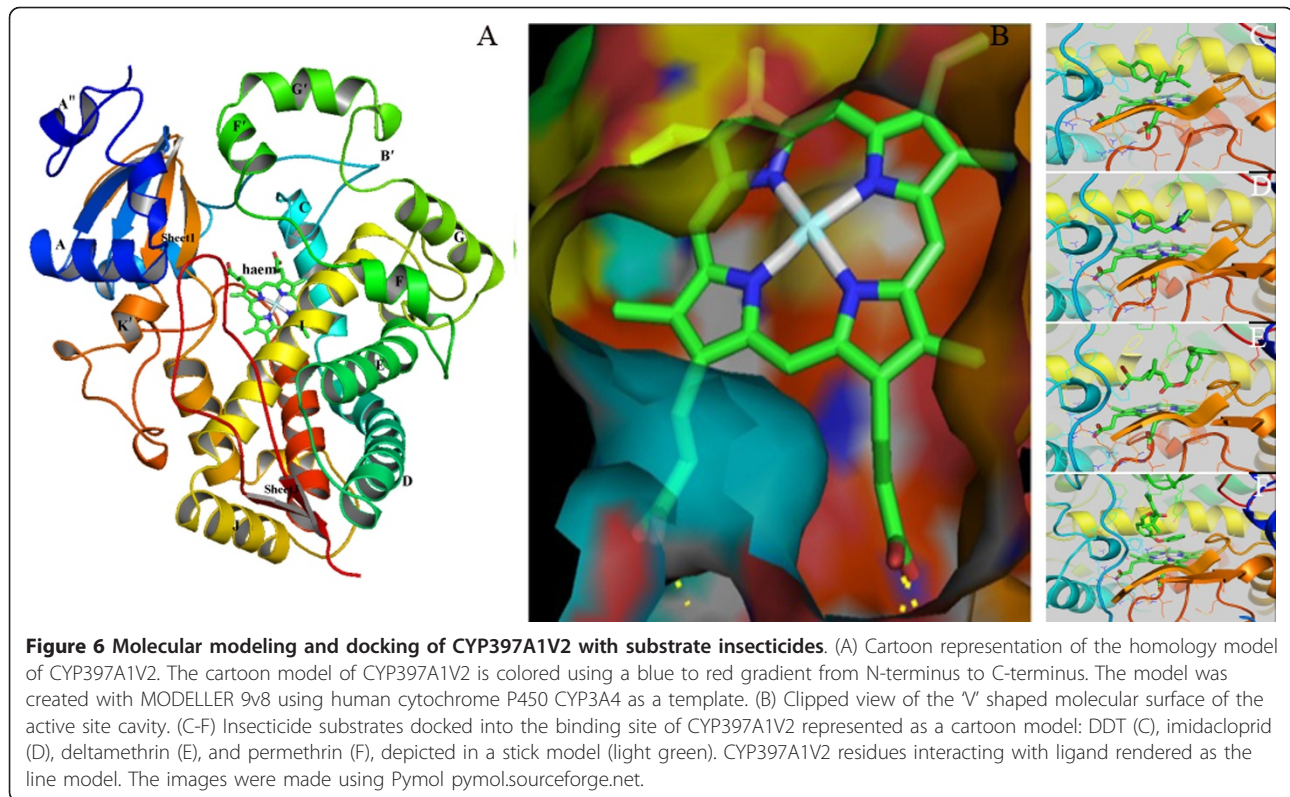 A
B
C
D
E
F
A"
G'
F'
B'
C
A
Sheet1
G
haem
F
K'
I
E
D
Sheet
J
Figure 6 Molecular modeling and docking of CYP397A1V2 with substrate insecticides. (A) Cartoon representation of the homology model
of CYP397A1V2. The cartoon model of CYP397A1V2 is colored using a blue to red gradient from N-terminus to C-terminus. The model was
created with MODELLER 9v8 using human cytochrome P450 CYP3A4 as a template. (B) Clipped view of the ‘V’ shaped molecular surface of the
active site cavity. (C-F) Insecticide substrates docked into the binding site of CYP397A1V2 represented as a cartoon model: DDT (C), imidacloprid
(D), deltamethrin (E), and permethrin (F), depicted in a stick model (light green). CYP397A1V2 residues interacting with ligand rendered as the
line model. The images were made using Pymol pymol.sourceforge.net.